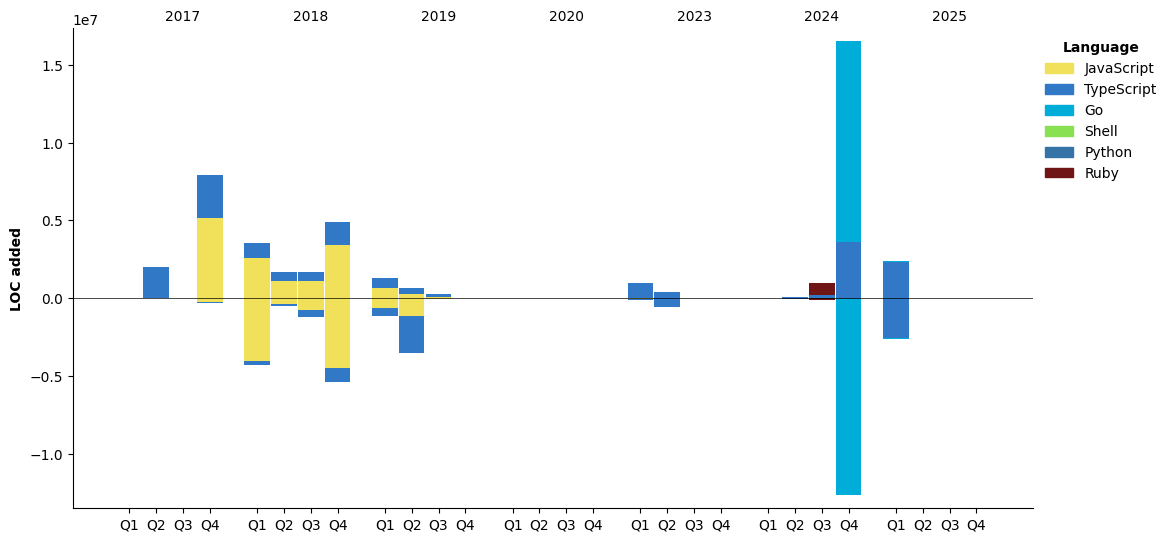 1e7
2017 2018 2019 2020 2023 2024 2025
LOC added
1.5
1.0
0.5
0.0
−0.5
−1.0
Q1 Q2 Q3 Q4 Q1 Q2 Q3 Q4 Q1 Q2 Q3 Q4 Q1 Q2 Q3 Q4 Q1 Q2 Q3 Q4 Q1 Q2 Q3 Q4 Q1 Q2 Q3 Q4
Language
JavaScript
TypeScript
Go
Shell
Python
Ruby